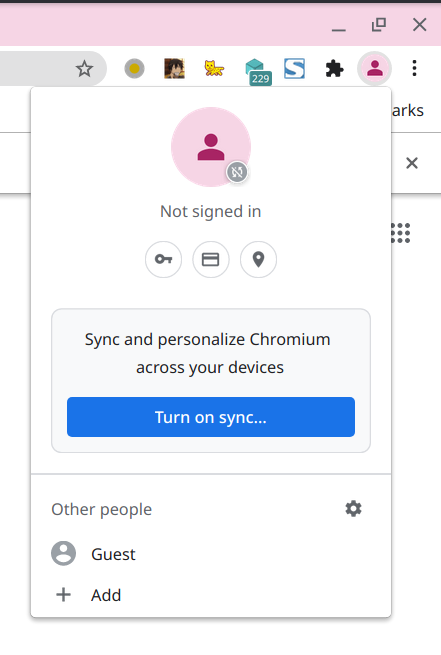 229
arks
Not signed in
Sync and personalize Chromium
across your devices
Turn on sync...
Other people
Guest
Add